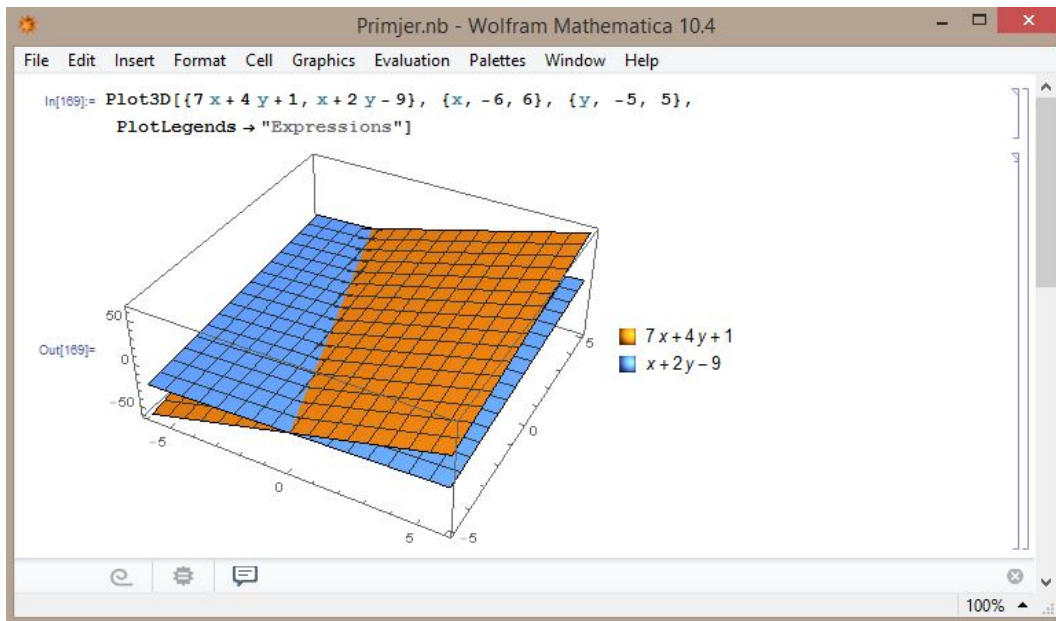 Primjer.nb - Wolfram Mathematica 10.4
File Edit Insert Format Cell Graphics Evaluation Palettes Window Help
In[169]:= Plot3D[{7 x + 4 y + 1, x + 2 y - 9}, {x, -6, 6}, {y, -5, 5},
PlotLegends → "Expressions"]
Out[169]=
50
0
-50
-5
0
5
-5
0
5
7 x + 4 y + 1
x + 2 y - 9
100%